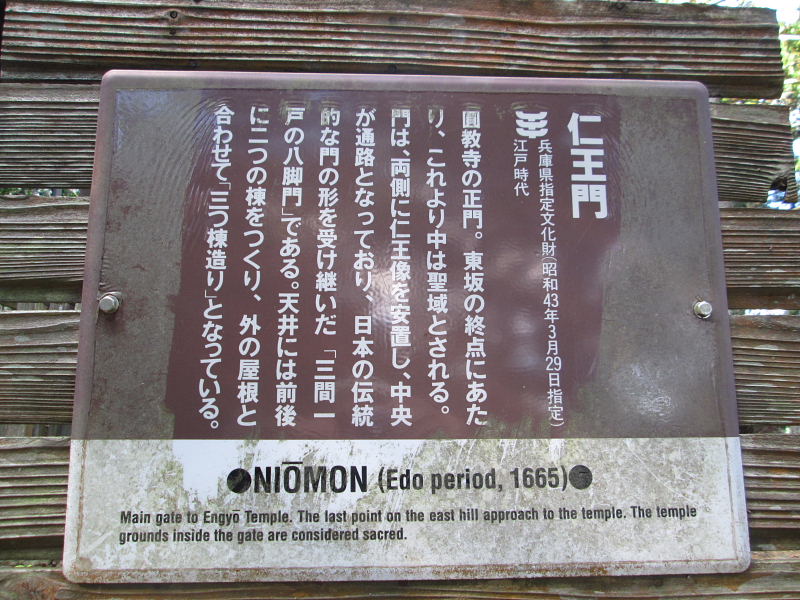 仁王門
兵庫県指定文化財(昭和43年3月29日指定)
江戸時代
圓教寺の正門。東坂の終点にあた
り、これより中は聖域とされる。
門は、両側に仁王像を安置し、中央
が通路となっており、日本の伝統
的な門の形を受け継いだ「三間一
戸の八脚門」である。天井には前後
に二つの棟をつくり、外の屋根と
合わせて「三つ棟造り」となっている。
●NIŌMON (Edo period, 1665)●
Main gate to Engyō Temple. The last point on the east hill approach to the temple. The temple
grounds inside the gate are considered sacred.